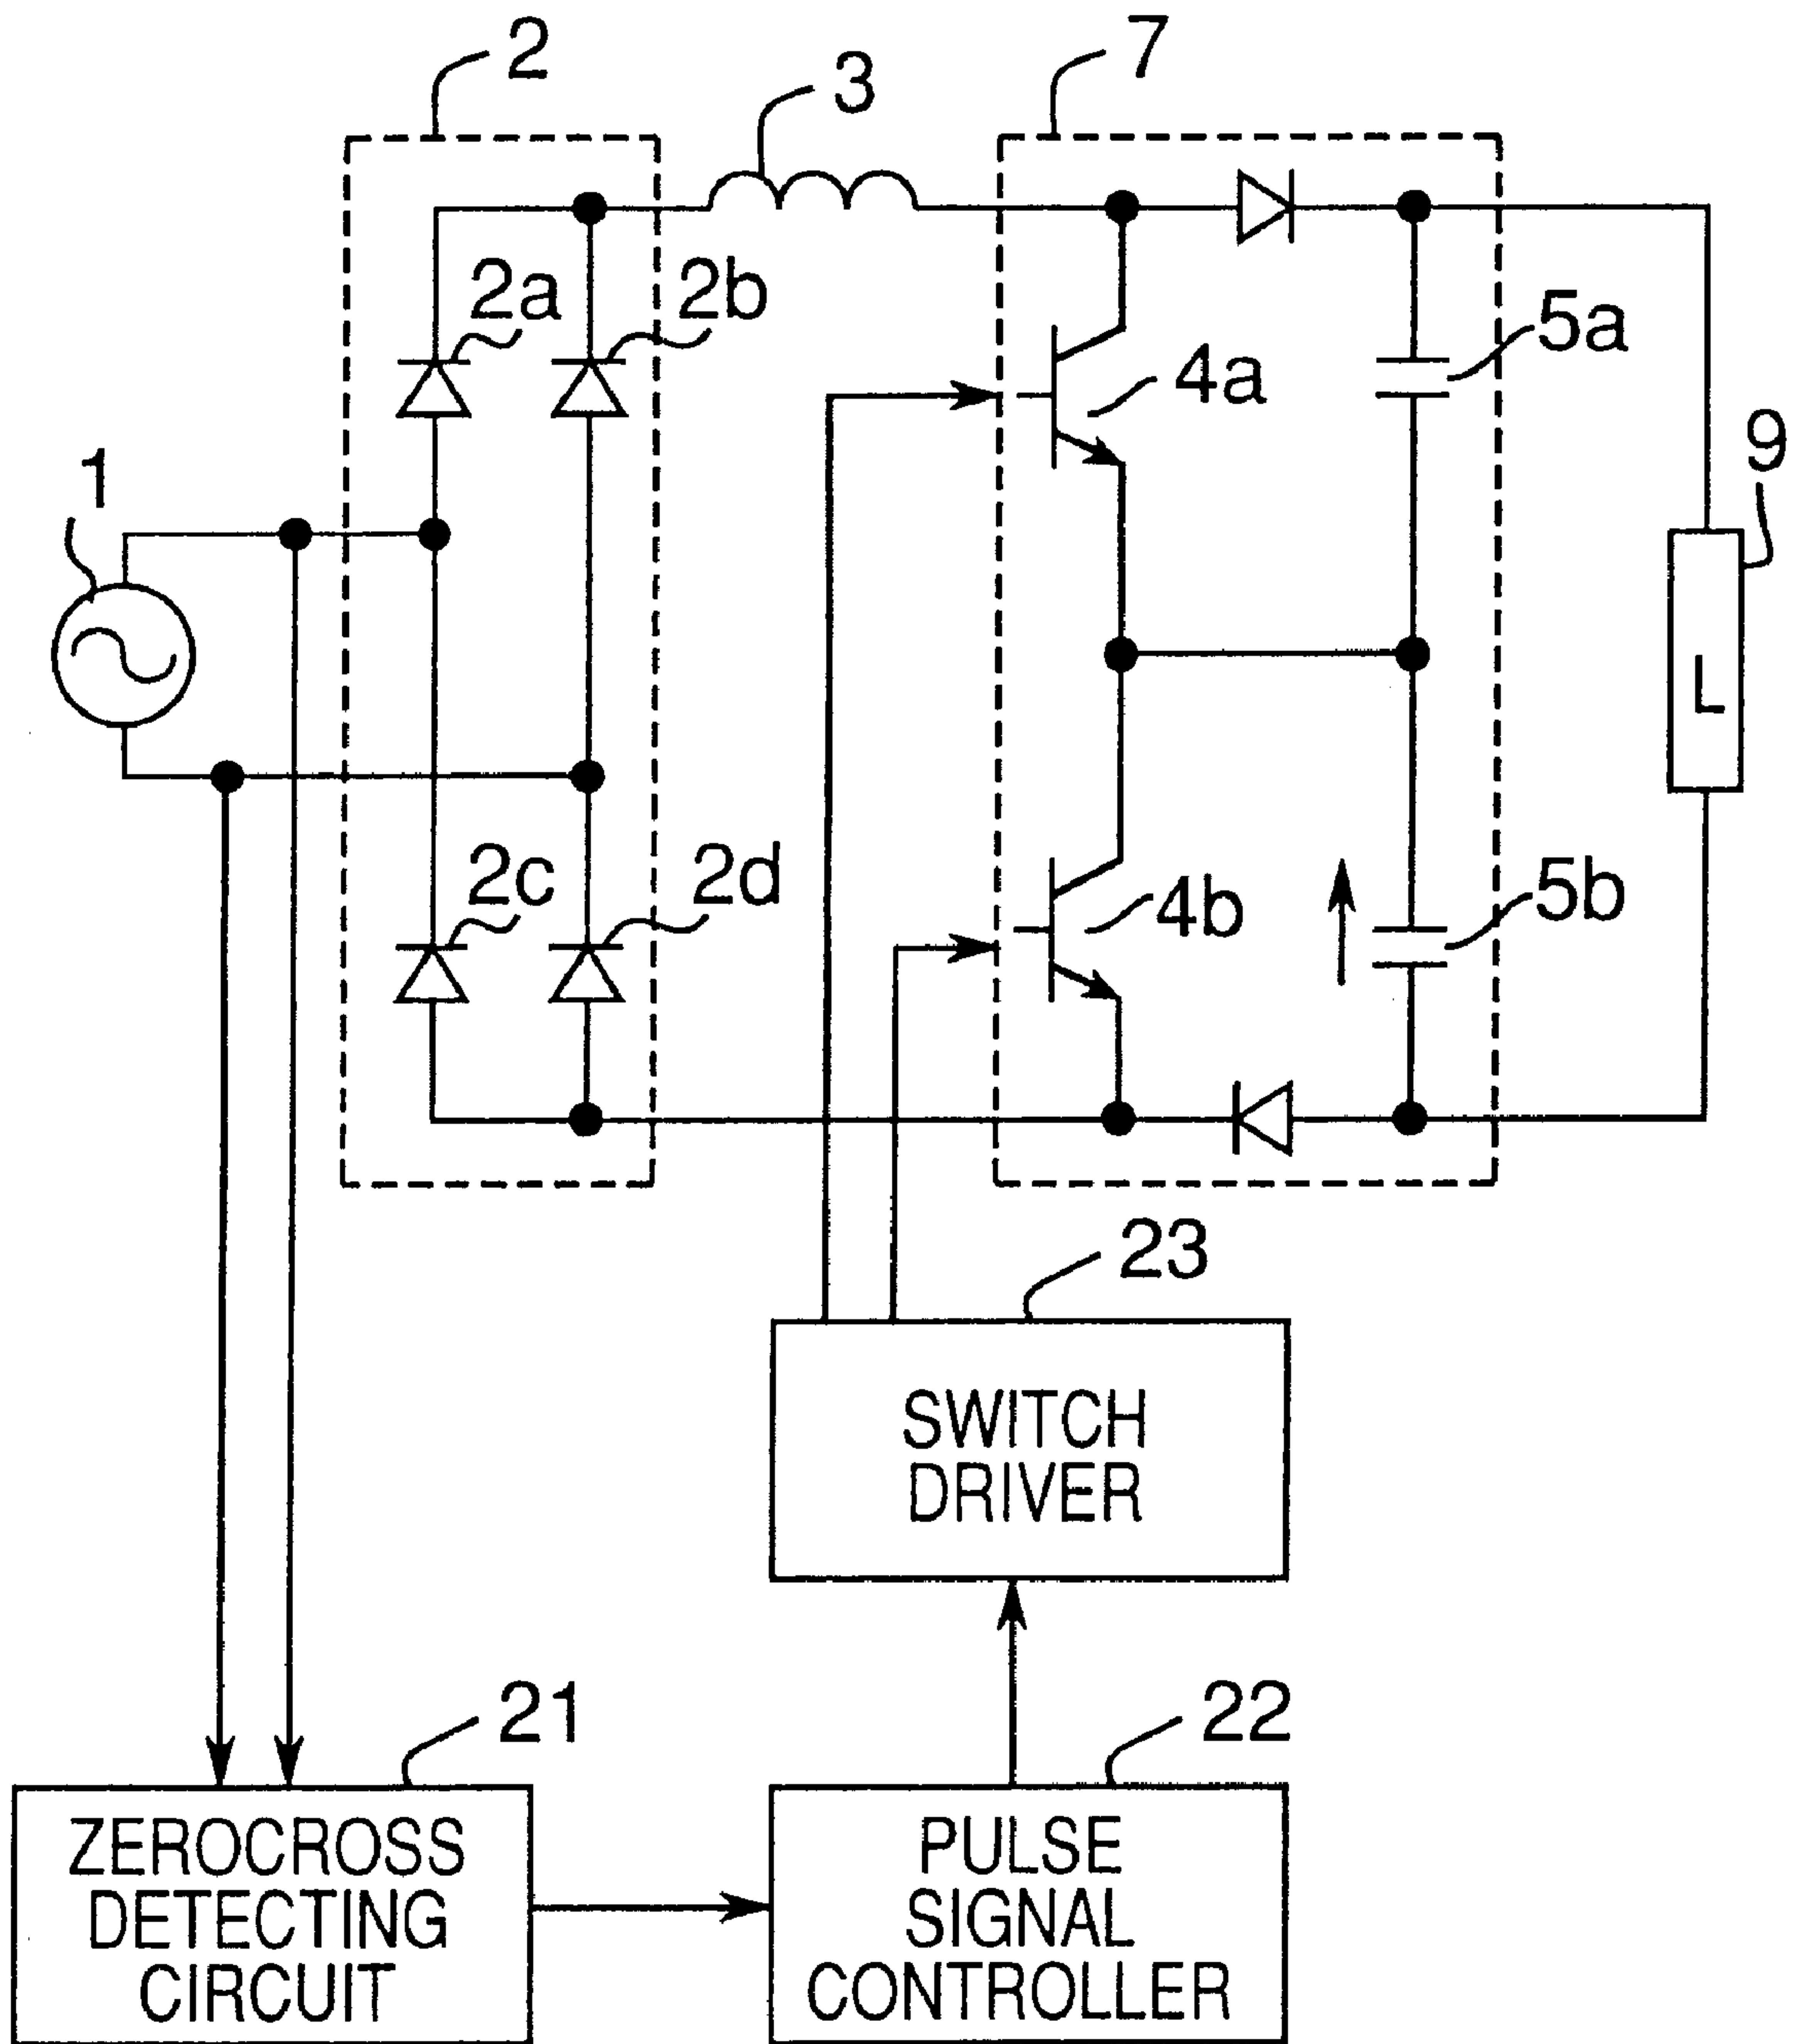 2
3
7
2a
2b
5a
4a
1
9
L
2c
2d
4b
5b
23
SWITCH
DRIVER
21
22
ZEROCROSS
DETECTING
CIRCUIT
PULSE
SIGNAL
CONTROLLER